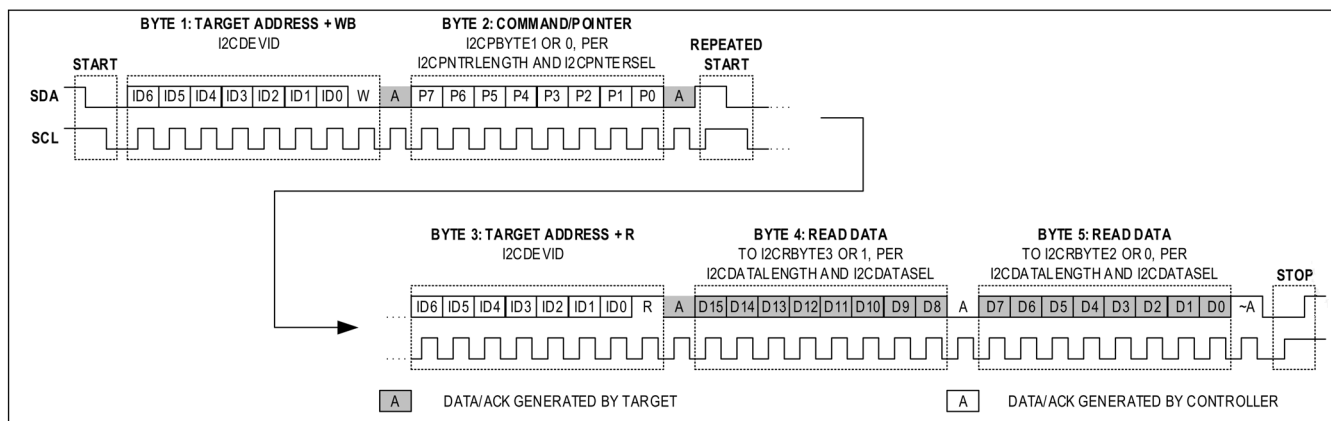 BYTE 1: TARGET ADDRESS + WB
I2CDEVID
BYTE 2: COMMAND/POINTER
I2CPBYTE1 OR 0, PER
I2CPNTRLENGTH AND I2CPNTERSEL
START
REPEATED
START
SDA
ID6 ID5 ID4 ID3 ID2 ID1 ID0 W A P7 P6 P5 P4 P3 P2 P1 P0 A
SCL
BYTE 3: TARGET ADDRESS + R
I2CDEVID
BYTE 4: READ DATA
TO I2CRBYTE3 OR 1, PER
I2CDATALENGTH AND I2CDATASEL
BYTE 5: READ DATA
TO I2CRBYTE2 OR 0, PER
I2CDATALENGTH AND I2CDATASEL
STOP
ID6 ID5 ID4 ID3 ID2 ID1 ID0 R A D15 D14 D13 D12 D11 D10 D9 D8 A D7 D6 D5 D4 D3 D2 D1 D0 ~A
A DATA/ACK GENERATED BY TARGET
A DATA/ACK GENERATED BY CONTROLLER